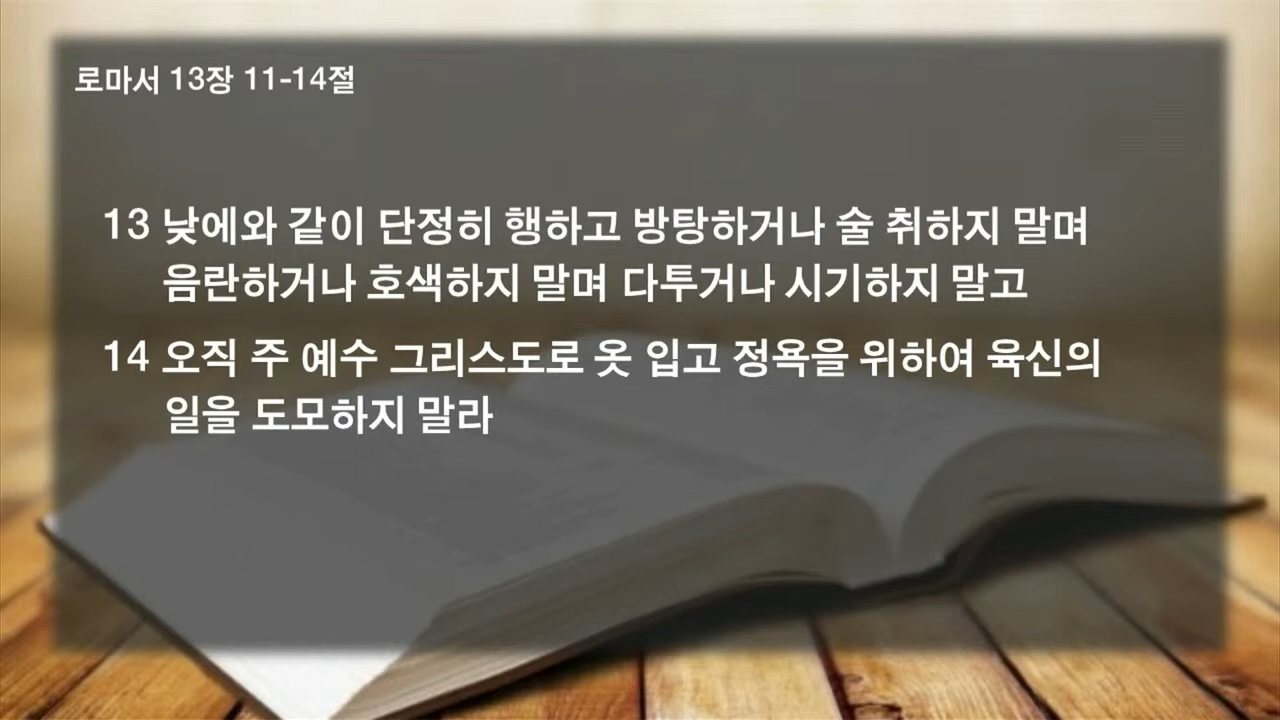 로마서 13장 11-14절
13 낮에와 같이 단정히 행하고 방탕하거나 술 취하지 말며
음란하거나 호색하지 말며 다투거나 시기하지 말고
14 오직 주 예수 그리스도로 옷 입고 정욕을 위하여 육신의
일을 도모하지 말라